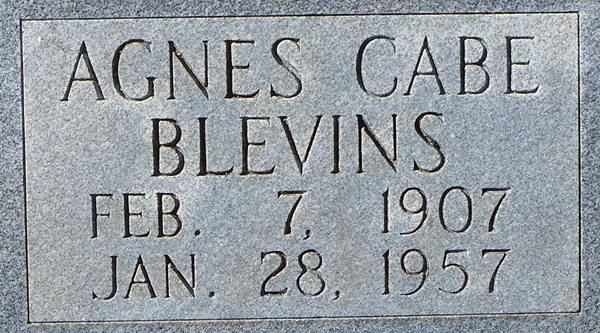 AGNES CABE
BLEVINS
FEB. 7, 1907
JAN. 28, 1957